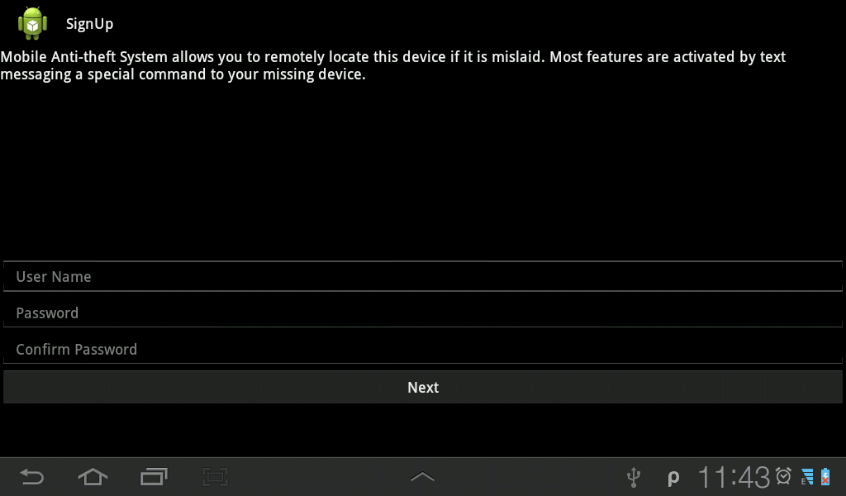 SignUp
Mobile Anti-theft System allows you to remotely locate this device if it is mislaid. Most features are activated by text
messaging a special command to your missing device.
User Name
Password
Confirm Password
Next
ρ 11:43 E